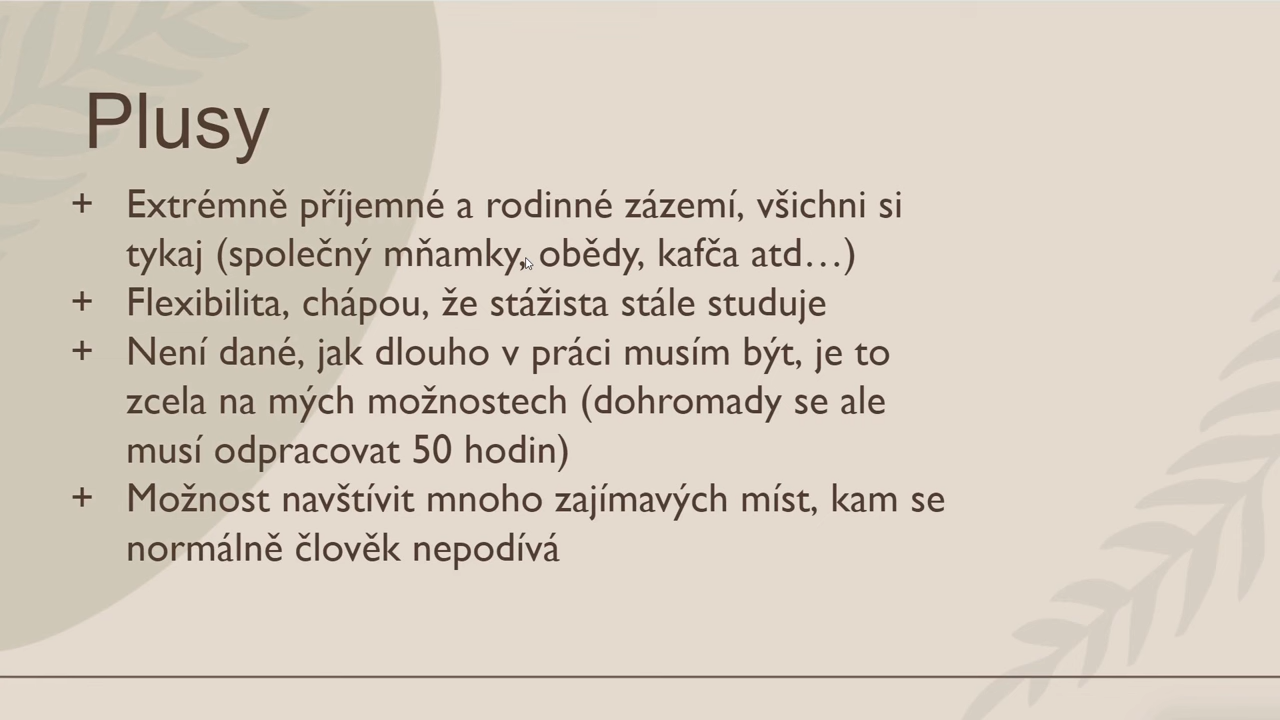 Plusy
+ Extrémně příjemné a rodinné zázemí, všichni si
tykaj (společný mňamky, obědy, kafča atd…)
+ Flexibilita, chápou, že stážista stále studuje
+ Není dané, jak dlouho v práci musím být, je to
zcela na mých možnostech (dohromady se ale
musí odpracovat 50 hodin)
+ Možnost navštívit mnoho zajímavých míst, kam se
normálně člověk nepodívá